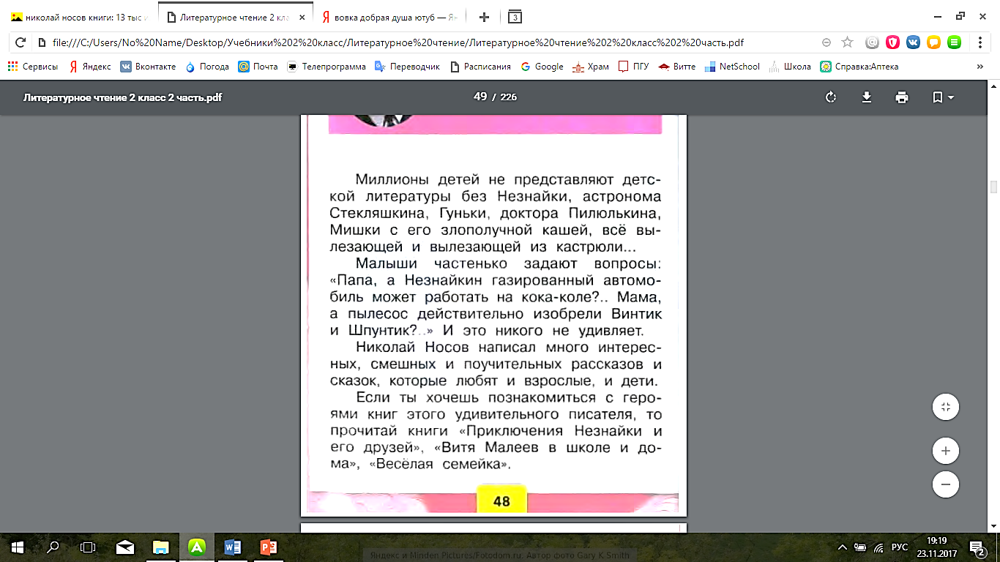 николай носов книги: 13 тыс и
Литературное чтение 2 кла
вовка добрая душа ютуб — Ян
3
file:///C:/Users/No%20Name/Desktop/Учебники%202%20класс/Литературное%20чтение/Литературное%20чтение%202%20класс%202%20часть.pdf
Сервисы Яндекс Вконтакте Погода Почта Телепрограмма Переводчик Расписания Google Храм ПГУ Витте NetSchool Школа Справка:Аптека »
Литературное чтение 2 класс 2 часть.pdf 49 / 226
Миллионы детей не представляют детс-
кой литературы без Незнайки, астронома
Стекляшкина, Гуньки, доктора Пилюлькина,
Мишки с его злополучной кашей, всё вы-
лезающей и вылезающей из кастрюли...
Малыши частенько задают вопросы:
«Папа, а Незнайкин газированный автомо-
биль может работать на кока-коле?.. Мама,
а пылесос действительно изобрели Винтик
и Шпунтик?..» И это никого не удивляет.
Николай Носов написал много интерес-
ных, смешных и поучительных рассказов и
сказок, которые любят и взрослые, и дети.
Если ты хочешь познакомиться с геро-
ями книг этого удивительного писателя, то
прочитай книги «Приключения Незнайки и
его друзей», «Витя Малеев в школе и до-
ма», «Весёлая семейка».
48
Яндекс и Minden Pictures/Fotodom.ru. Автор фото Gary K Smith
РУС
19:19
23.11.2017
2